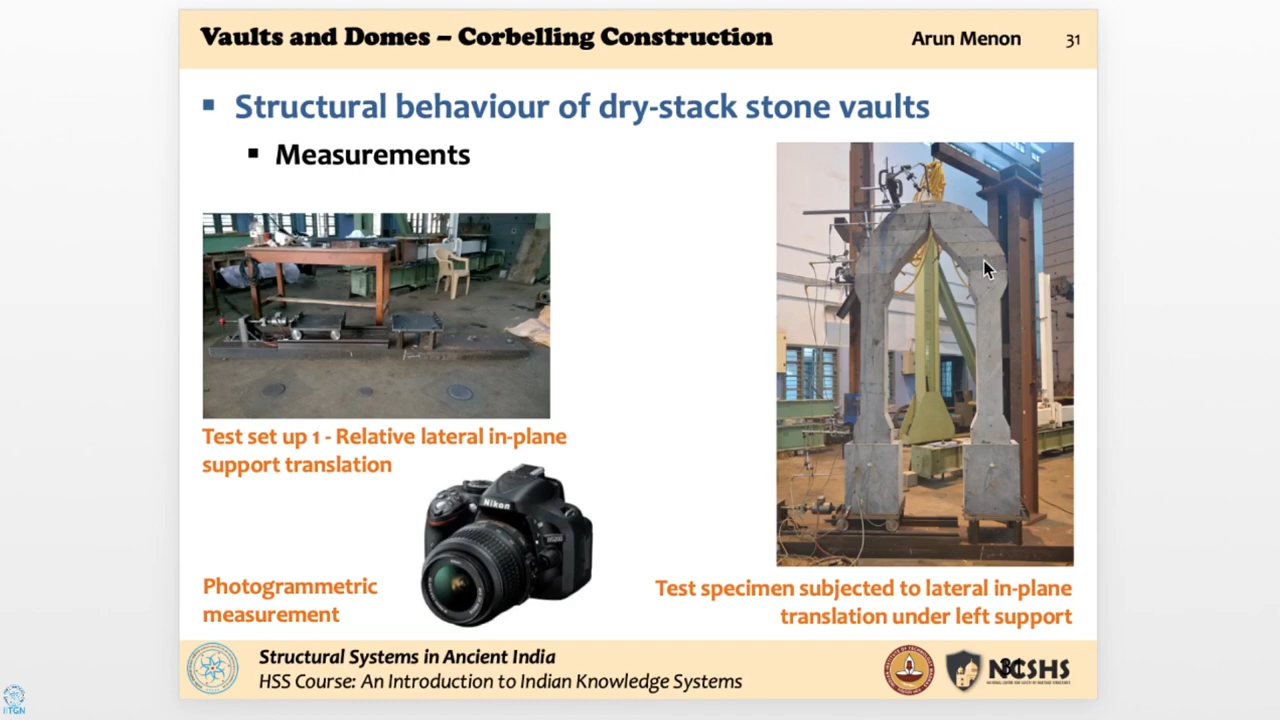 Vaults and Domes – Corbelling Construction
Arun Menon
31
Structural behaviour of dry-stack stone vaults
Measurements
Test set up 1 - Relative lateral in-plane
support translation
Nikon
Photogrammetric
measurement
Test specimen subjected to lateral in-plane
translation under left support
Structural Systems in Ancient India
HSS Course: An Introduction to Indian Knowledge Systems
NCSHS
IITGN